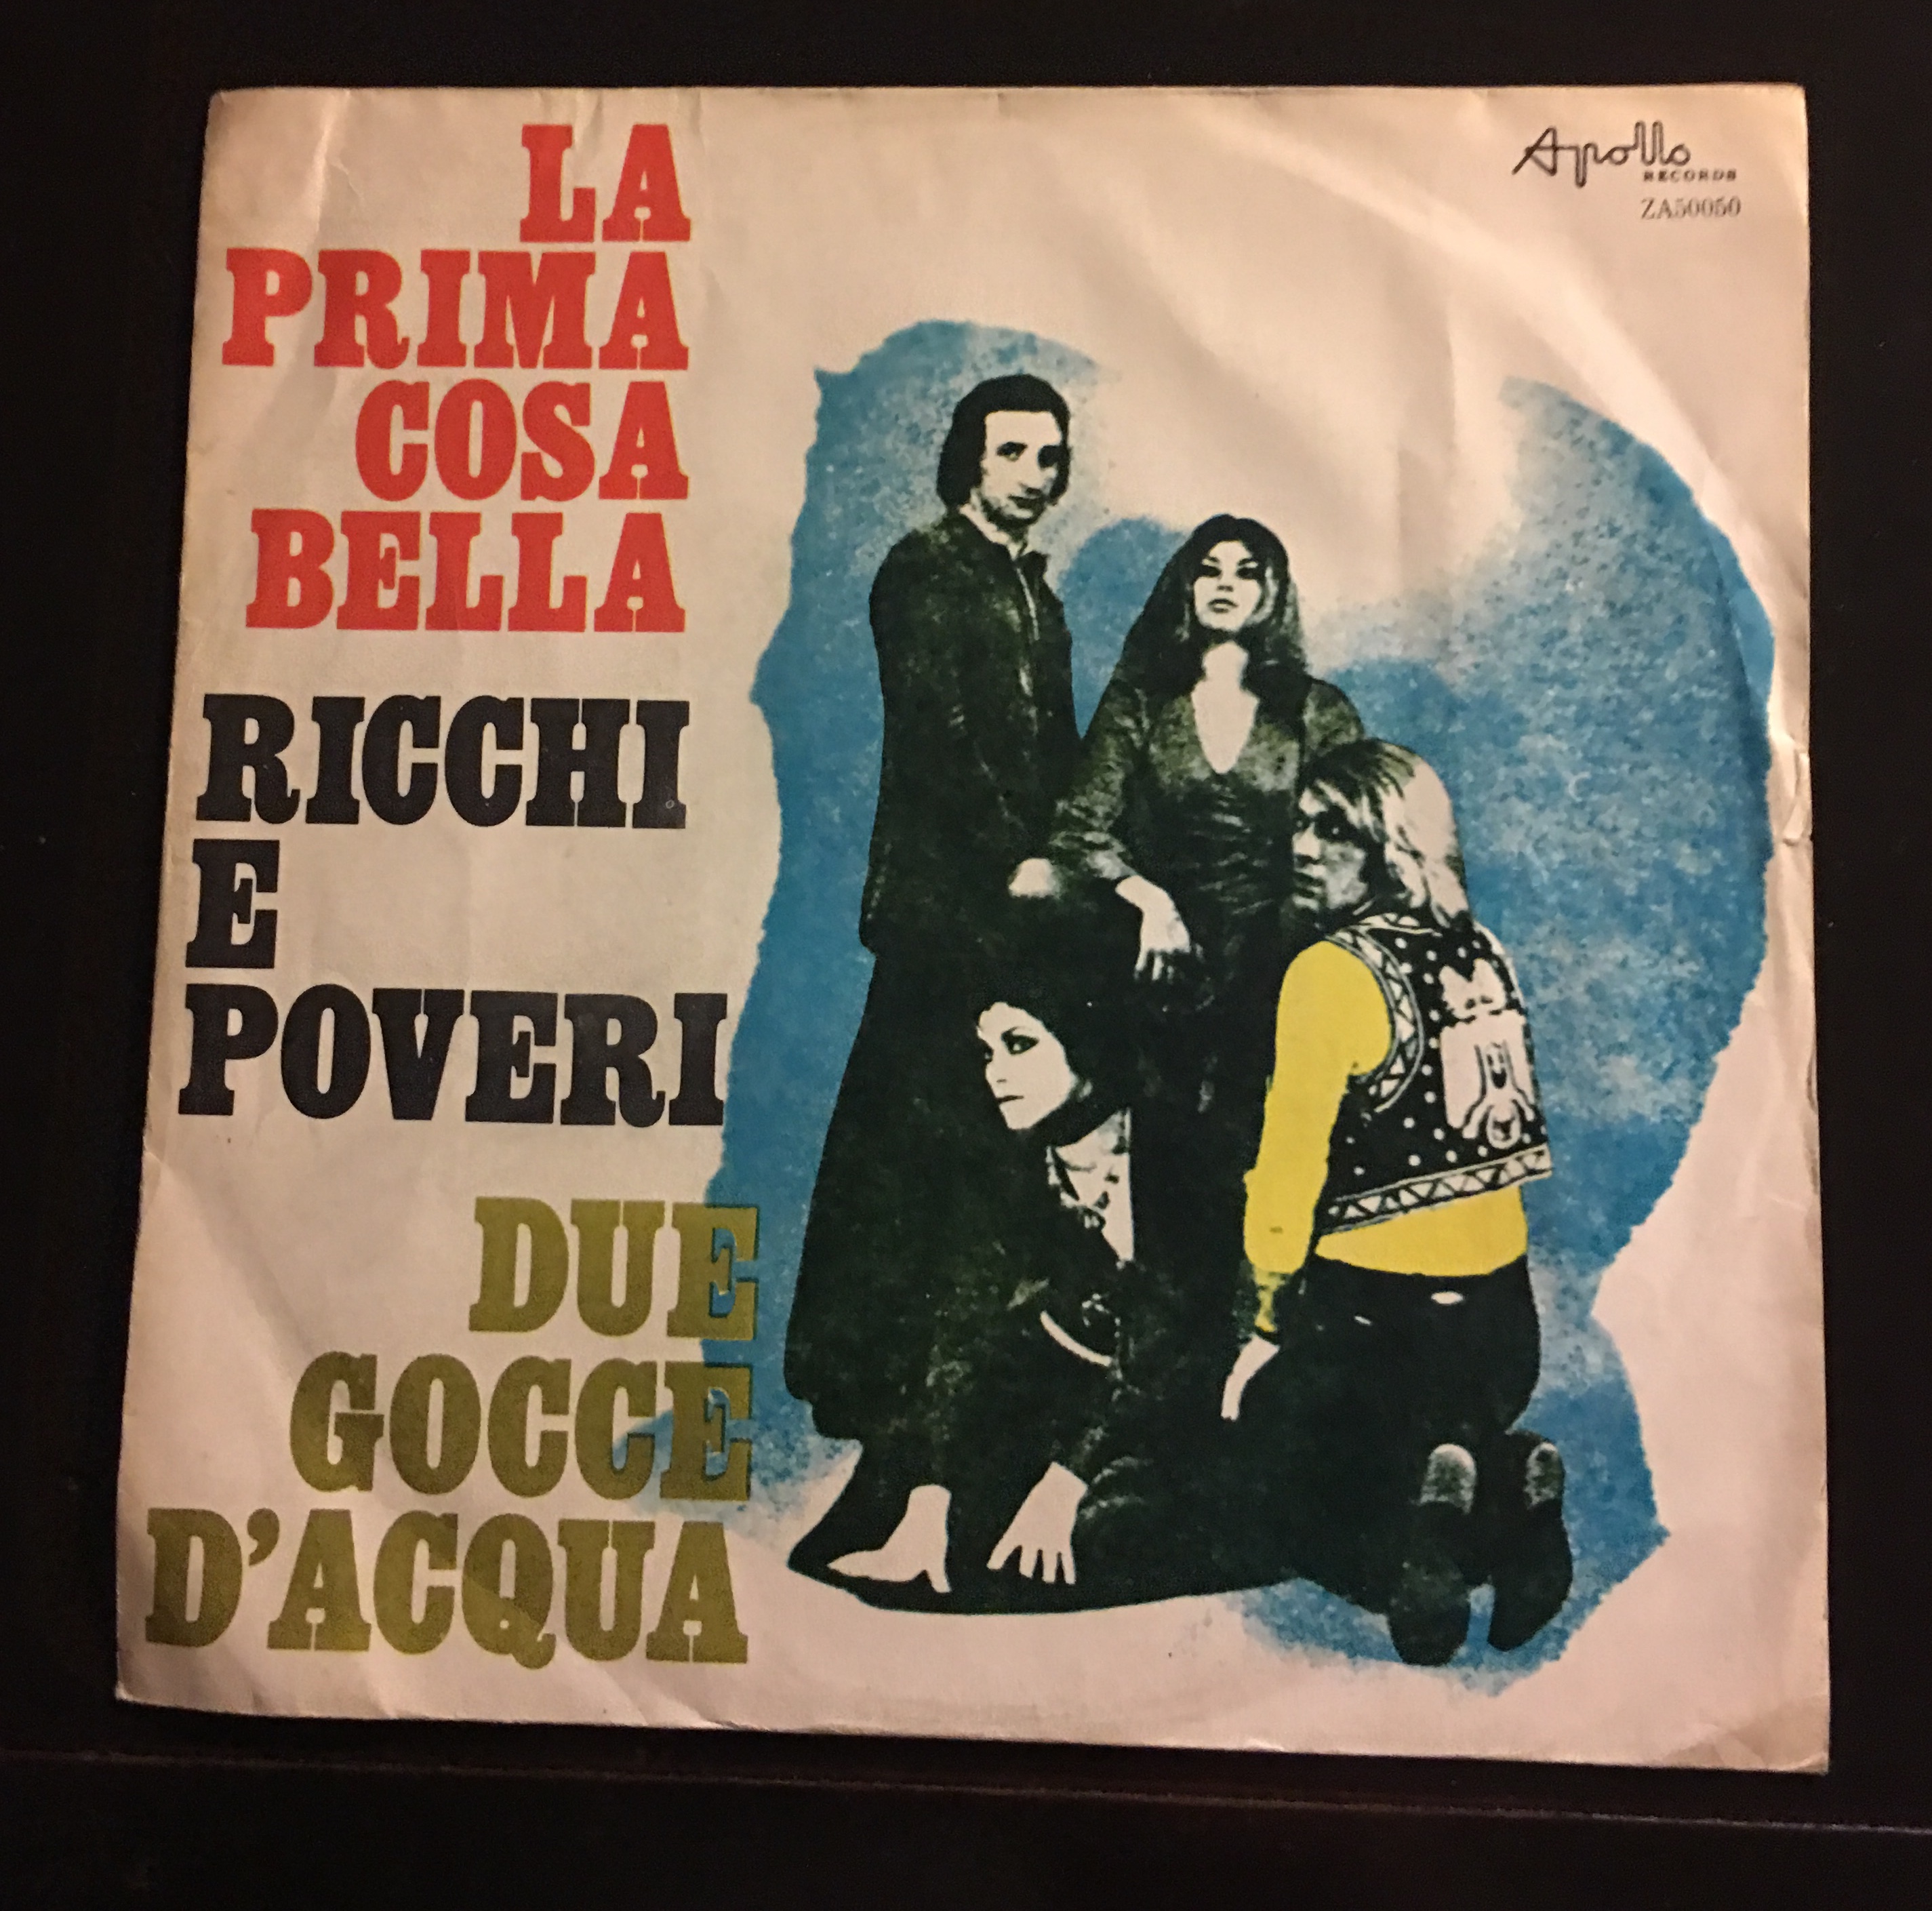 LA
PRIMA
COSA
BELLA
RICCHI
E
POVERI
DUE
GOCCE
D'ACQUA
Apollo
RECORDS
ZA50050